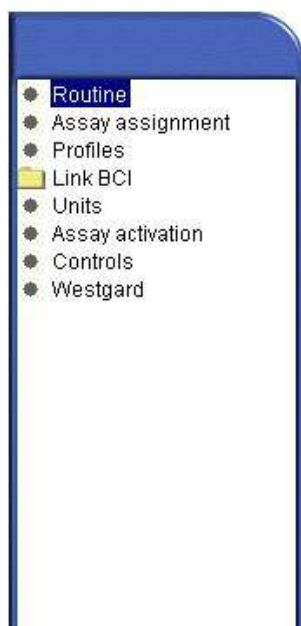 Routine
Assay assignment
Profiles
Link BCI
Units
Assay activation
Controls
Westgard